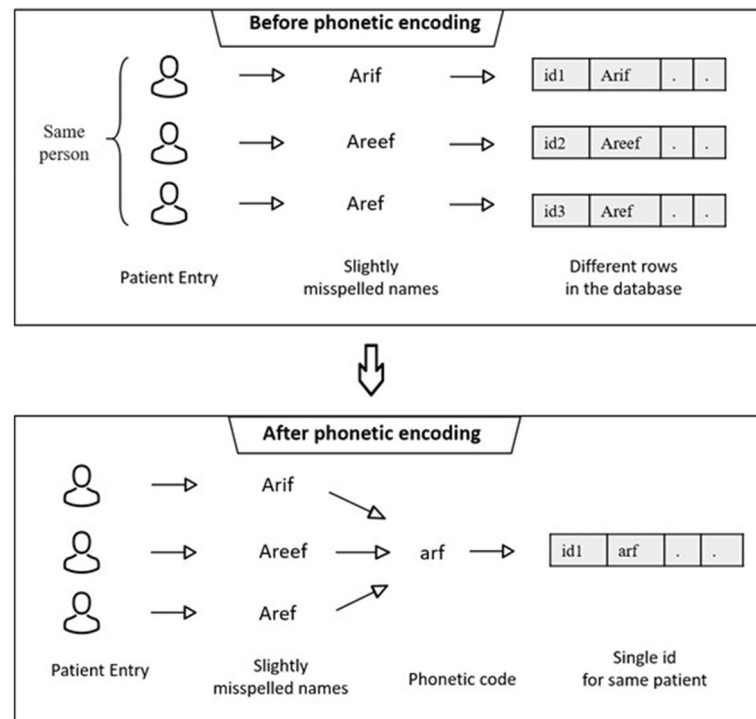 Before phonetic encoding
Same
person
Arif
id1 Arif . .
Areef
id2 Areef . .
Aref
id3 Aref . .
Patient Entry
Slightly
misspelled names
Different rows
in the database
After phonetic encoding
Arif
Areef
arf
id1 arf . .
Aref
Patient Entry
Slightly
misspelled names
Phonetic code
Single id
for same patient